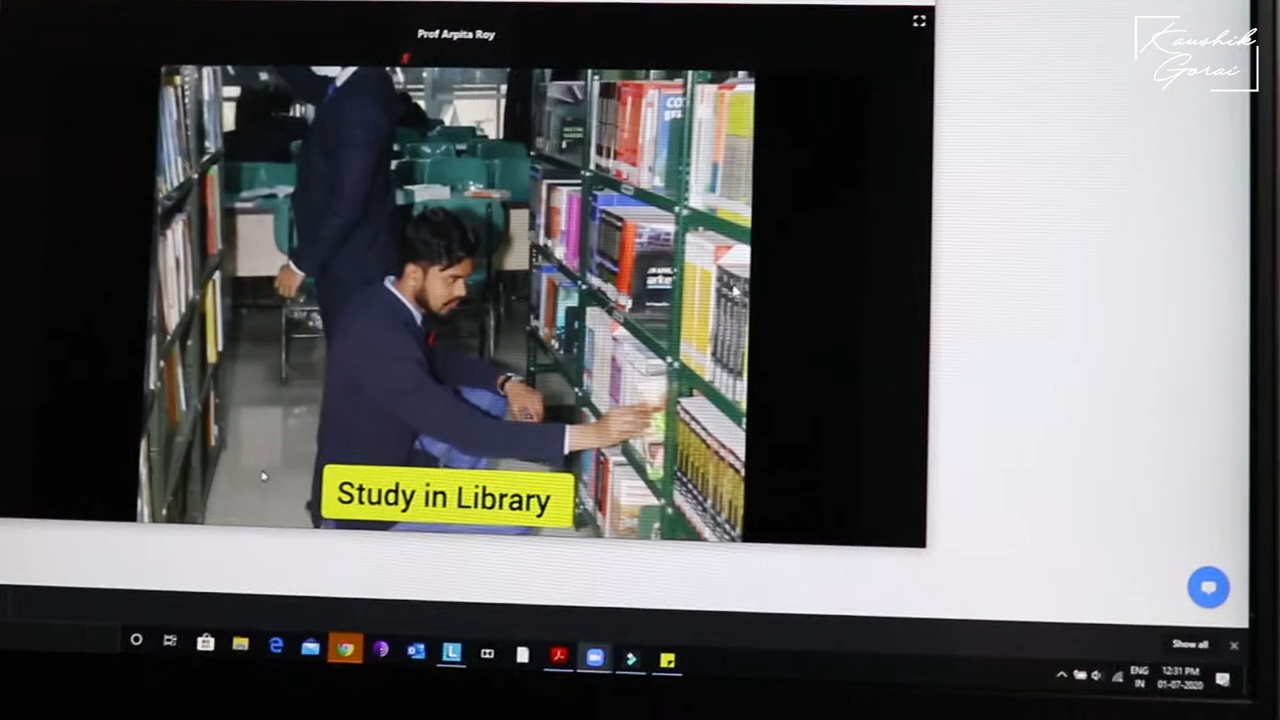 Prof Arpita Roy
Kaushik
Gorai
Study in Library
Show all
ENG
IN
12:31 PM
01-07-2020